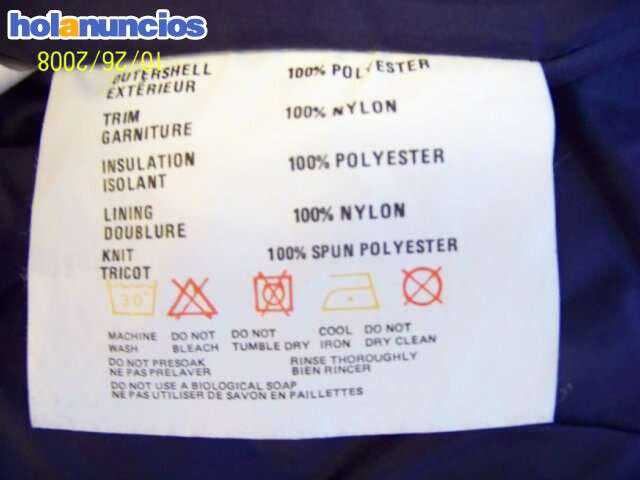 holanuncios
10/26/2008
OUTERSHELL 100% POLYESTER
EXTÉRIEUR
TRIM 100% NYLON
GARNITURE
INSULATION 100% POLYESTER
ISOLANT
LINING 100% NYLON
DOUBLURE
KNIT 100% SPUN POLYESTER
TRICOT
30°
MACHINE WASH
DO NOT BLEACH
DO NOT TUMBLE DRY
COOL IRON
DO NOT DRY CLEAN
DO NOT PRESOAK RINSE THOROUGHLY
NE PAS PRELAVER BIEN RINCER
DO NOT USE A BIOLOGICAL SOAP
NE PAS UTILISER DE SAVON EN PAILLETTES